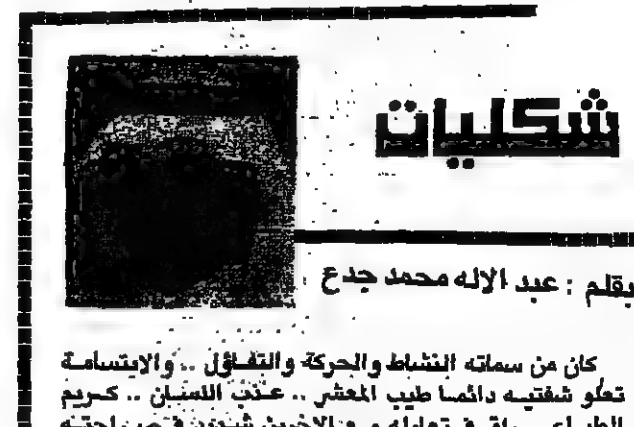 شكليات
بقلم : عبد الاله محمد جدع
كان من سماته النشاط والحركة والتفاؤل .. والابتسامة
تعلو شفتيه دائما طيب المعشر .. عذب اللسان .. كريم